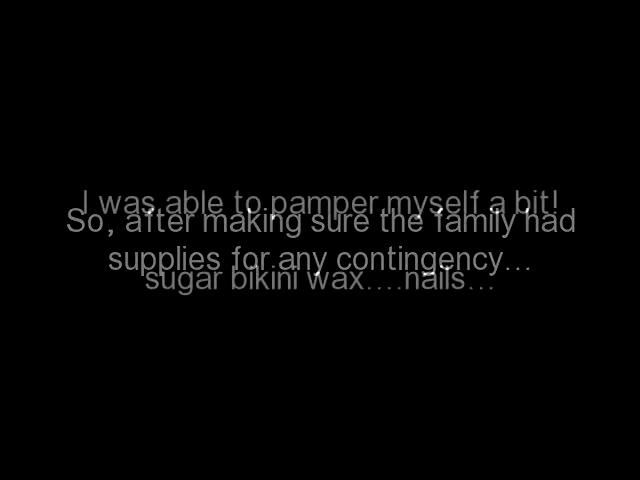 I was able to pamper myself a bit!
So, after making sure the family had
supplies for any contingency...
sugar bikini wax....nails...